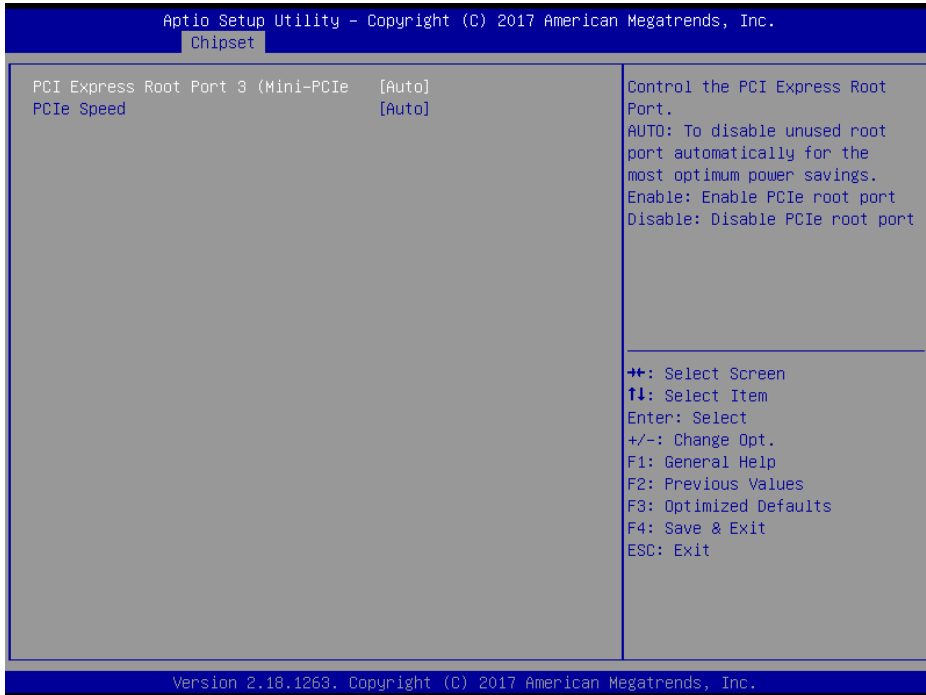 Aptio Setup Utility – Copyright (C) 2017 American Megatrends, Inc.
Chipset
PCI Express Root Port 3 (Mini-PCIe [Auto]
PCIe Speed [Auto]
Control the PCI Express Root
Port.
AUTO: To disable unused root
port automatically for the
most optimum power savings.
Enable: Enable PCIe root port
Disable: Disable PCIe root port
→←: Select Screen
↑↓: Select Item
Enter: Select
+/-: Change Opt.
F1: General Help
F2: Previous Values
F3: Optimized Defaults
F4: Save & Exit
ESC: Exit
Version 2.18.1263. Copyright (C) 2017 American Megatrends, Inc.